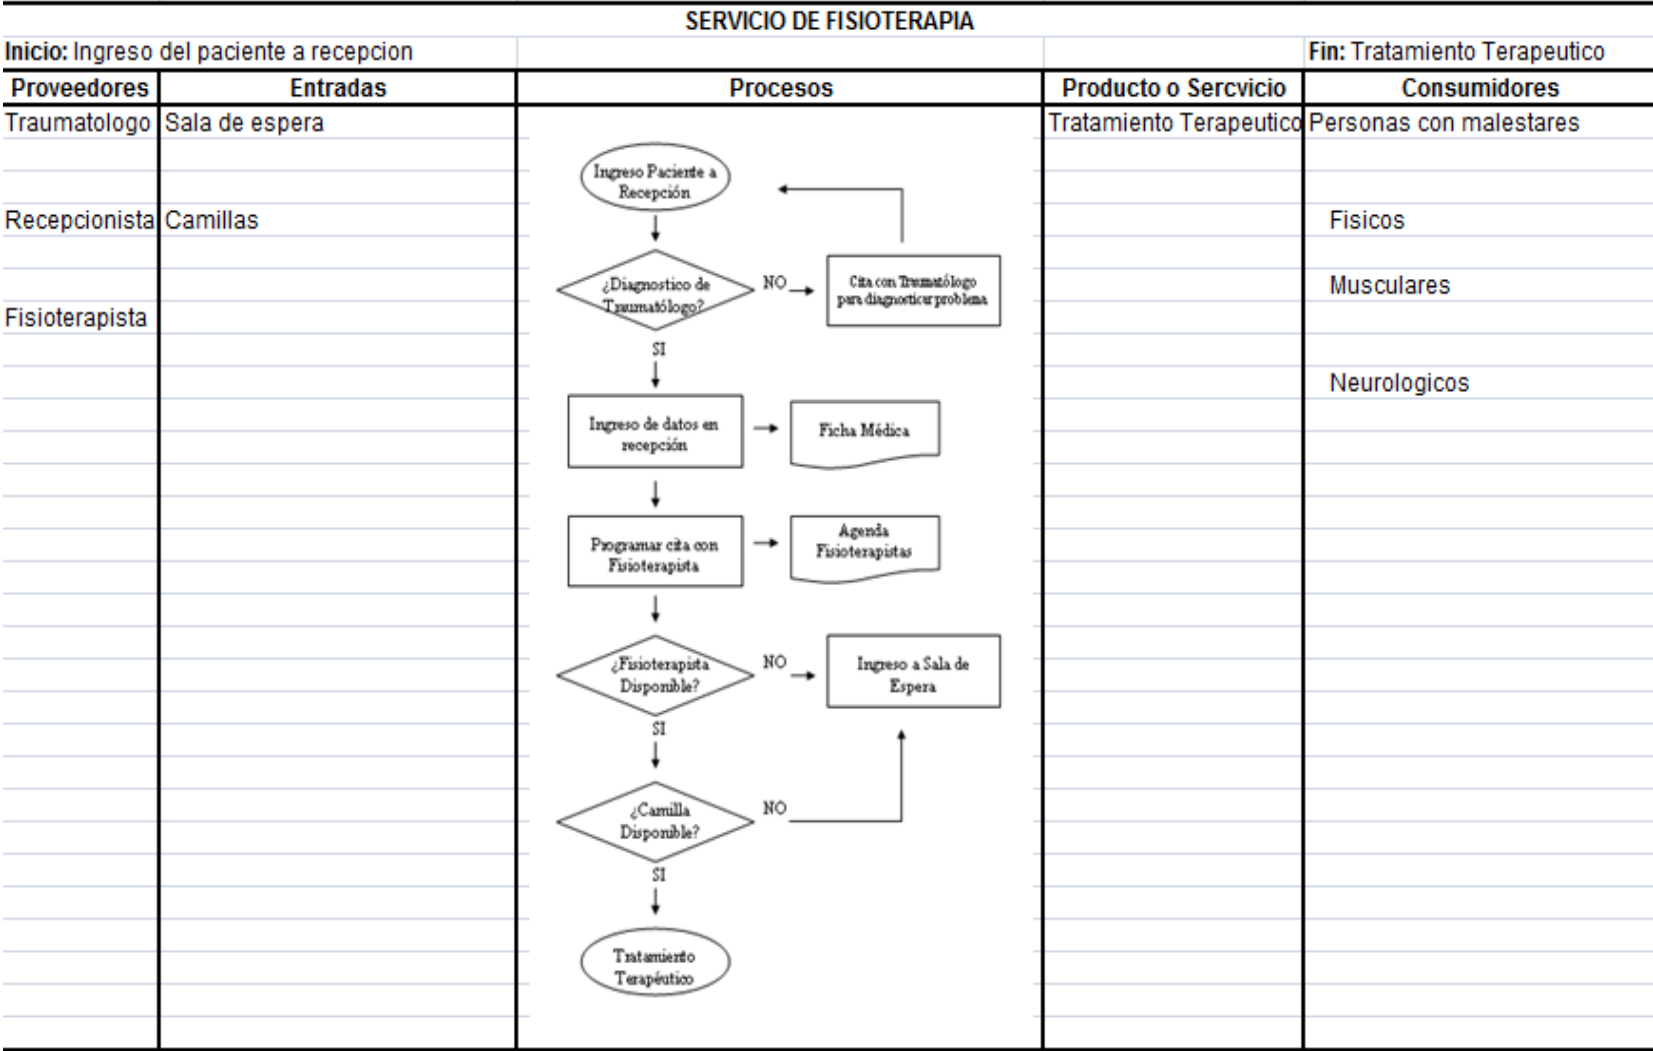 SERVICIO DE FISIOTERAPIA
Inicio: Ingreso del paciente a recepcion
Fin: Tratamiento Terapeutico
Proveedores
Entradas
Procesos
Producto o Sercvicio
Consumidores
Traumatologo
Sala de espera
Tratamiento Terapeutico
Personas con malestares
Recepcionista
Camillas
Fisicos
Musculares
Fisioterapista
Neurologicos
Ingreso Paciente a
Recepción
¿Diagnostico de
Traumatólogo?
NO
Cita con Traumatólogo
para diagnosticar problema
SI
Ingreso de datos en
recepción
Ficha Médica
Programar cita con
Fisioterapista
Agenda
Fisioterapistas
¿Fisioterapista
Disponible?
NO
Ingreso a Sala de
Espera
SI
¿Camilla
Disponible?
NO
SI
Tratamiento
Terapéutico